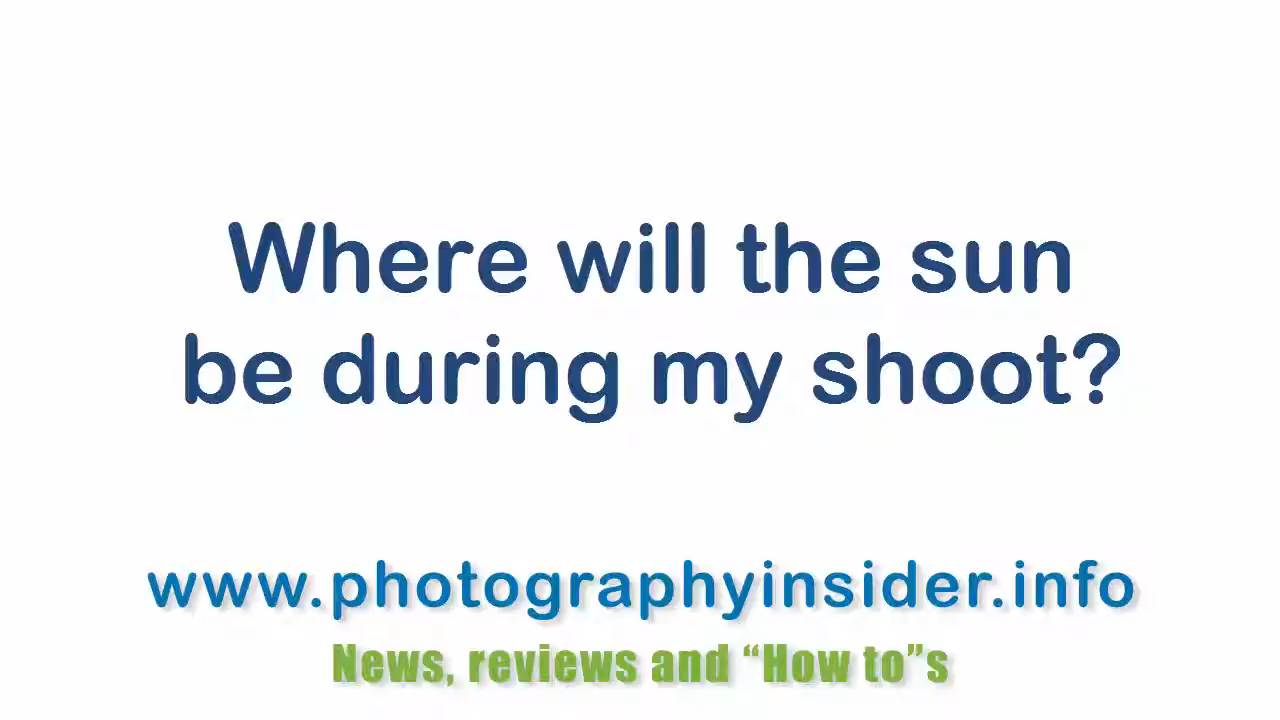 Where will the sun
be during my shoot?
www.photographyinsider.info
News, reviews and “How to”s